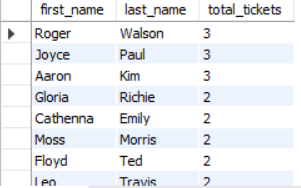 first_name last_name total_tickets
Roger Walson 3
Joyce Paul 3
Aaron Kim 3
Gloria Richie 2
Cathenna Emily 2
Moss Morris 2
Floyd Ted 2
Leo Travis 2